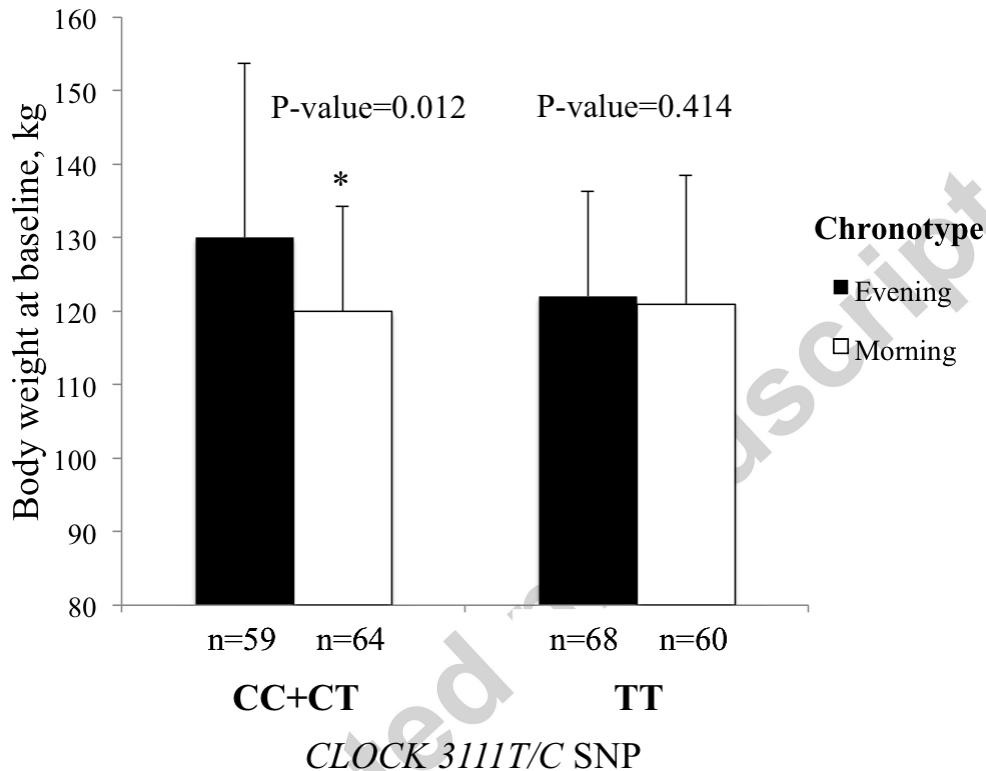 160
150
140
130
120
110
100
90
80
Body weight at baseline, kg
P-value=0.012
P-value=0.414
*
Chronotype
Evening
Morning
n=59
n=64
n=68
n=60
CC+CT
TT
CLOCK 3111T/C SNP